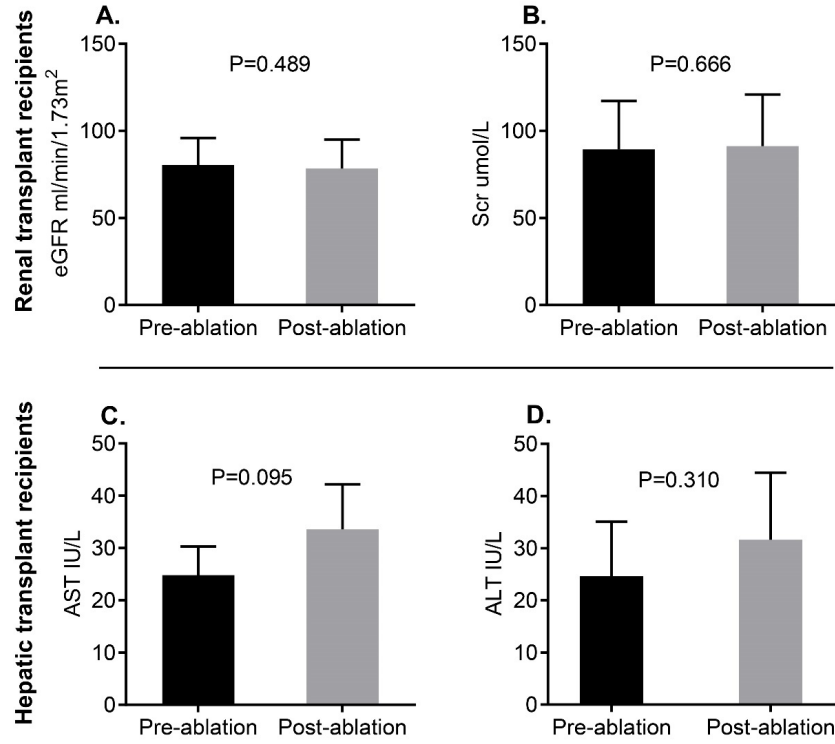 Renal transplant recipients
A.
eGFR ml/min/1.73m²
150
100
50
0
P=0.489
Pre-ablation
Post-ablation
B.
Scr umol/L
150
100
50
0
P=0.666
Pre-ablation
Post-ablation
Hepatic transplant recipients
C.
AST IU/L
50
40
30
20
10
0
P=0.095
Pre-ablation
Post-ablation
D.
ALT IU/L
50
40
30
20
10
0
P=0.310
Pre-ablation
Post-ablation